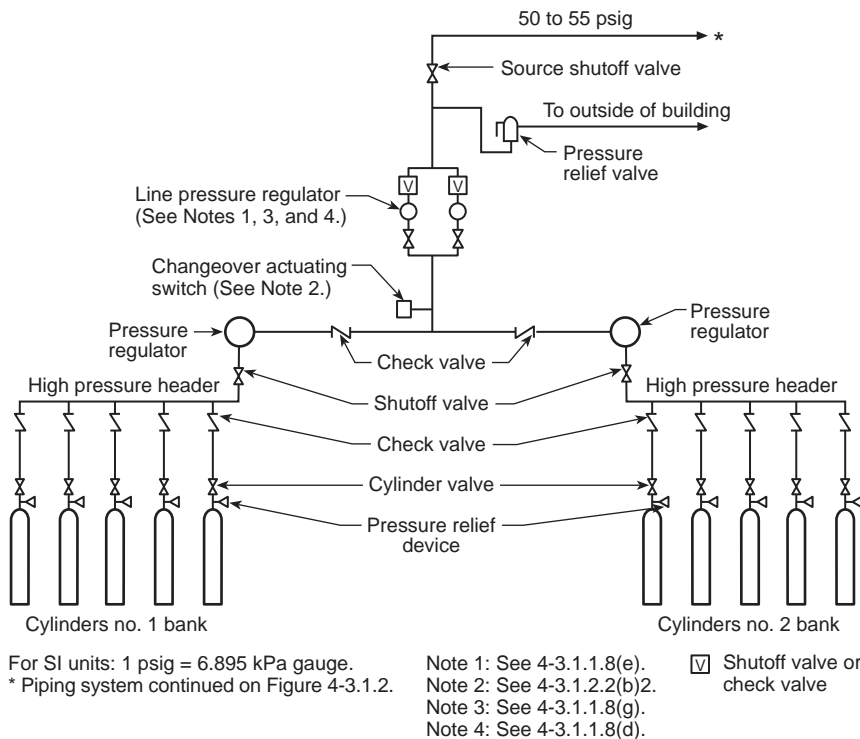 50 to 55 psig
*
Source shutoff valve
To outside of building
Pressure
relief valve
V V
Line pressure regulator
(See Notes 1, 3, and 4.)
Changeover actuating
switch (See Note 2.)
Pressure
regulator
Pressure
regulator
Check valve
High pressure header
Shutoff valve
High pressure header
Check valve
Cylinder valve
Pressure relief
device
Cylinders no. 1 bank
Cylinders no. 2 bank
For SI units: 1 psig = 6.895 kPa gauge.
* Piping system continued on Figure 4-3.1.2.
Note 1: See 4-3.1.1.8(e).
Note 2: See 4-3.1.2.2(b)2.
Note 3: See 4-3.1.1.8(g).
Note 4: See 4-3.1.1.8(d).
V Shutoff valve or
check valve